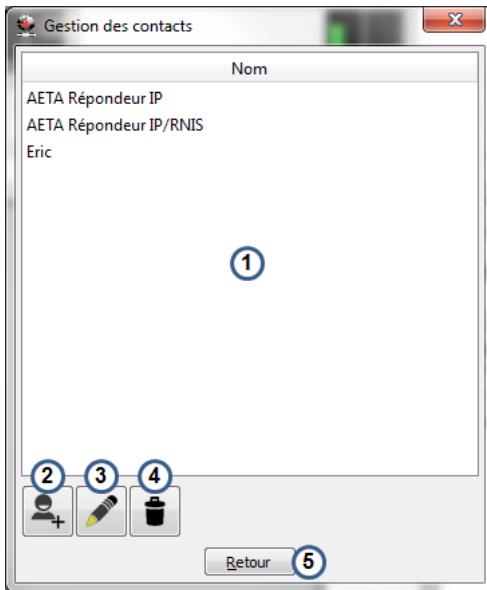 Gestion des contacts
Nom
AETA Répondeur IP
AETA Répondeur IP/RNIS
Eric
1
2 3 4
Retour 5